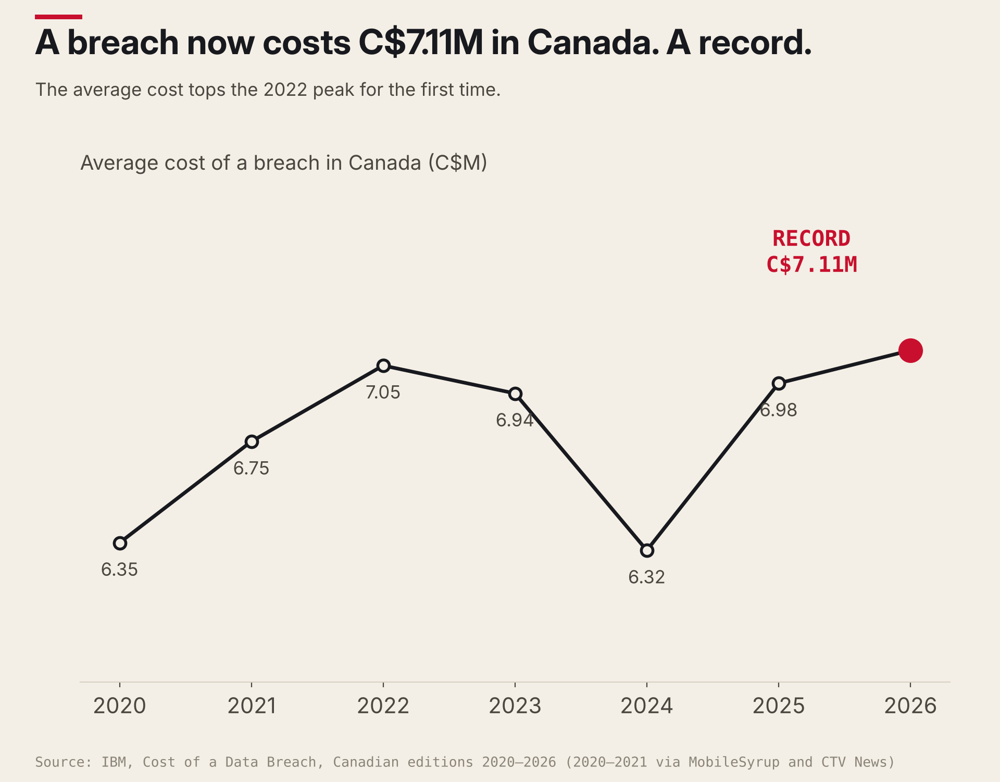 A breach now costs C$7.11M in Canada. A record.
The average cost tops the 2022 peak for the first time.
Average cost of a breach in Canada (C$M)
RECORD
C$7.11M
7.05
6.94
6.98
6.75
6.35
6.32
2020 2021 2022 2023 2024 2025 2026
Source: IBM, Cost of a Data Breach, Canadian editions 2020–2026 (2020–2021 via MobileSyrup and CTV News)